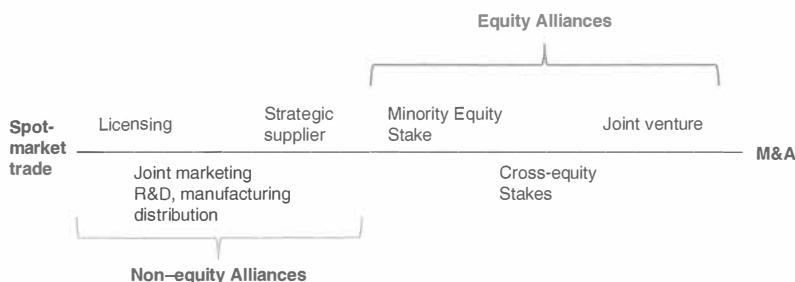 Equity Alliances
Licensing
Strategic
supplier
Minority Equity
Stake
Joint venture
Spot-
market
trade
M&A
Joint marketing
R&D, manufacturing
distribution
Cross-equity
Stakes
Non–equity Alliances